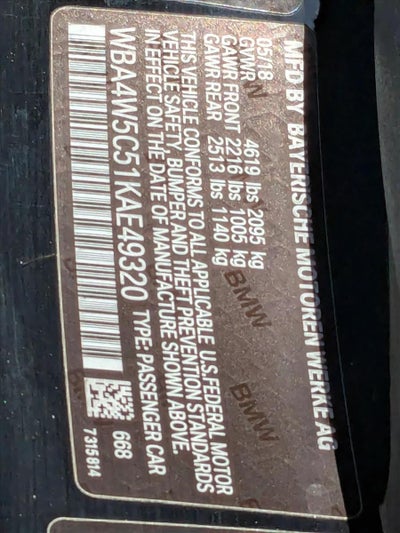 MFD BY BAYERISCHE MOTOREN WERKE AG
05/18
GVWR 4619 lbs 2095 kg
GAWR FRONT 2216 lbs 1005 kg
GAWR REAR 2513 lbs 1140 kg
THIS VEHICLE CONFORMS TO ALL APPLICABLE U.S. FEDERAL MOTOR
VEHICLE SAFETY, BUMPER AND THEFT PREVENTION STANDARDS
IN EFFECT ON THE DATE OF MANUFACTURE SHOWN ABOVE.
WBA4W5C51KAE49320 TYPE: PASSENGER CAR
668
7315814
BMW
BMW
BMW